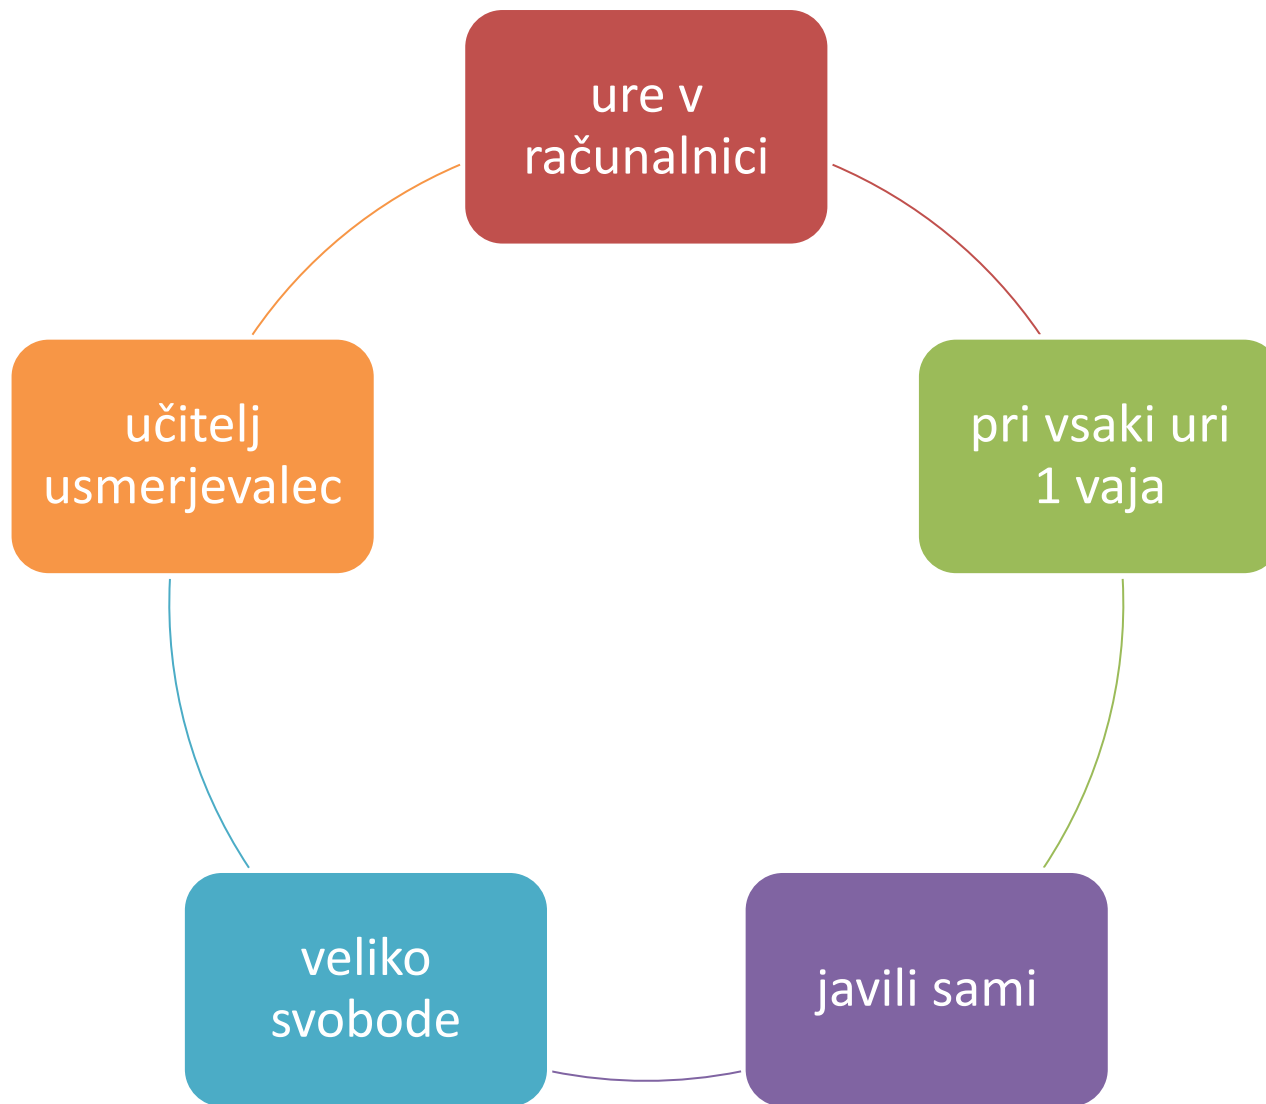 ure v
računalnici
pri vsaki uri
1 vaja
javili sami
veliko
svobode
učitelj
usmerjevalec